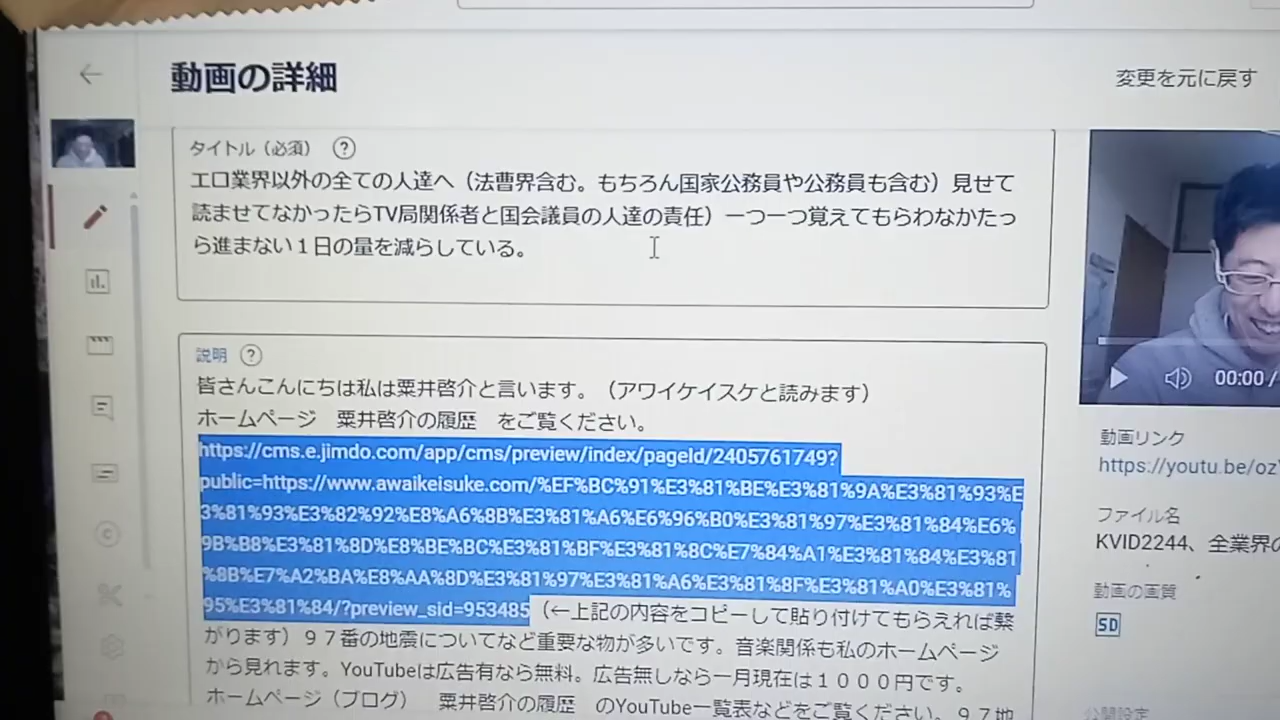 動画の詳細
変更を元に戻す
タイトル（必須）
エロ業界以外の全ての人達へ（法曹界含む。もちろん国家公務員や公務員も含む）見せて
読ませてなかったらTV局関係者と国会議員の人達の責任）一つ一つ覚えてもらわなかたっ
ら進まない１日の量を減らしている。
説明
皆さんこんにちは私は粟井啓介と言います。（アワイケイスケと読みます）
ホームページ　粟井啓介の履歴　をご覧ください。
https://cms.e.jimdo.com/app/cms/preview/index/pageId/2405761749?
public=https://www.awaikeisuke.com/%EF%BC%91%E3%81%BE%E3%81%9A%E3%81%93%E
3%81%93%E3%82%92%E8%A6%8B%E3%81%A6%E6%96%B0%E3%81%97%E3%81%84%E6%
9B%B8%E3%81%8D%E8%BE%BC%E3%81%BF%E3%81%8C%E7%84%A1%E3%81%84%E3%81
%8B%E7%A2%BA%E8%AA%8D%E3%81%97%E3%81%A6%E3%81%8F%E3%81%A0%E3%81%
95%E3%81%84/?preview_sid=953485（←上記の内容をコピーして貼り付けてもらえれば繋
がります）９７番の地震についてなど重要な物が多いです。音楽関係も私のホームページ
から見れます。YouTubeは広告有なら無料。広告無しなら一月現在は１０００円です。
ホームページ（ブログ）　粟井啓介の履歴　のYouTube一覧表などをご覧ください。９７地
00:00 /
動画リンク
https://youtu.be/oz
ファイル名
KVID2244、全業界の
動画の画質
SD
公開設定